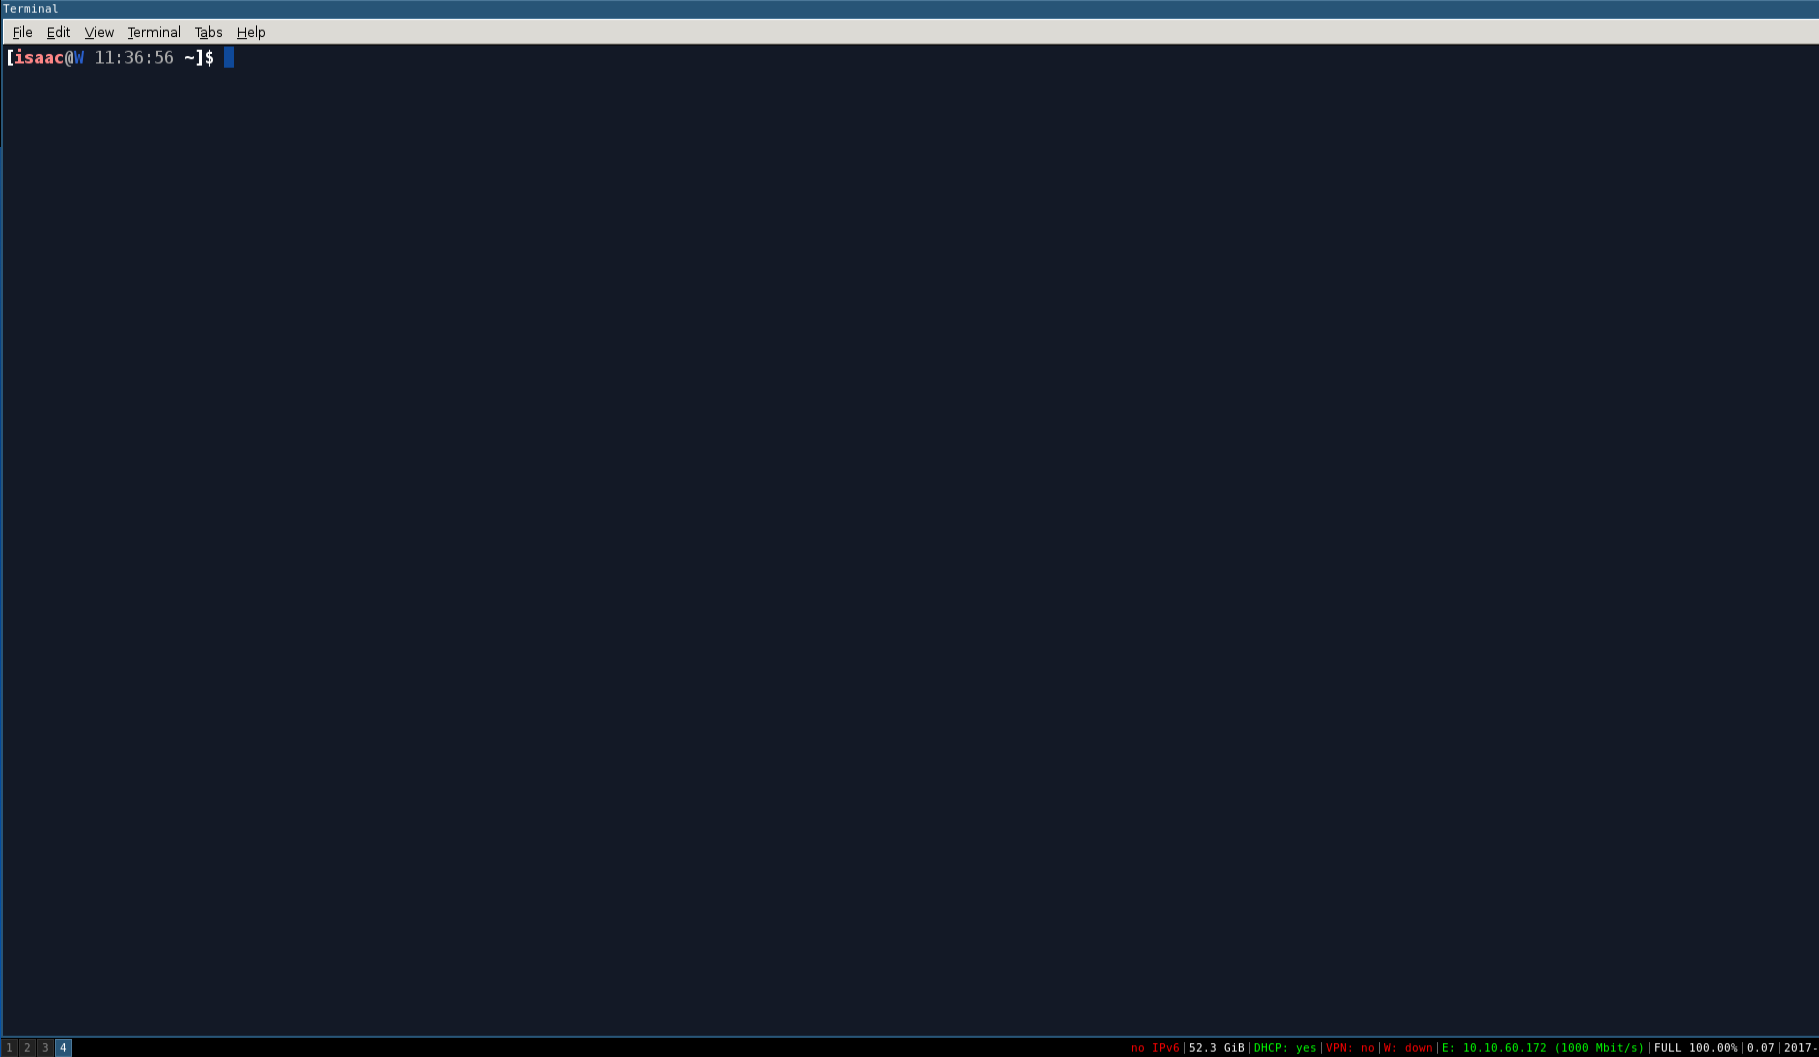 Terminal
File Edit View Terminal Tabs Help
[isaac@W 11:36:56 ~]$
1 2 3 4 no IPv6|52.3 GiB|DHCP: yes|VPN: no|W: down|E: 10.10.60.172 (1000 Mbit/s)|FULL 100.00%|0.07|2017-